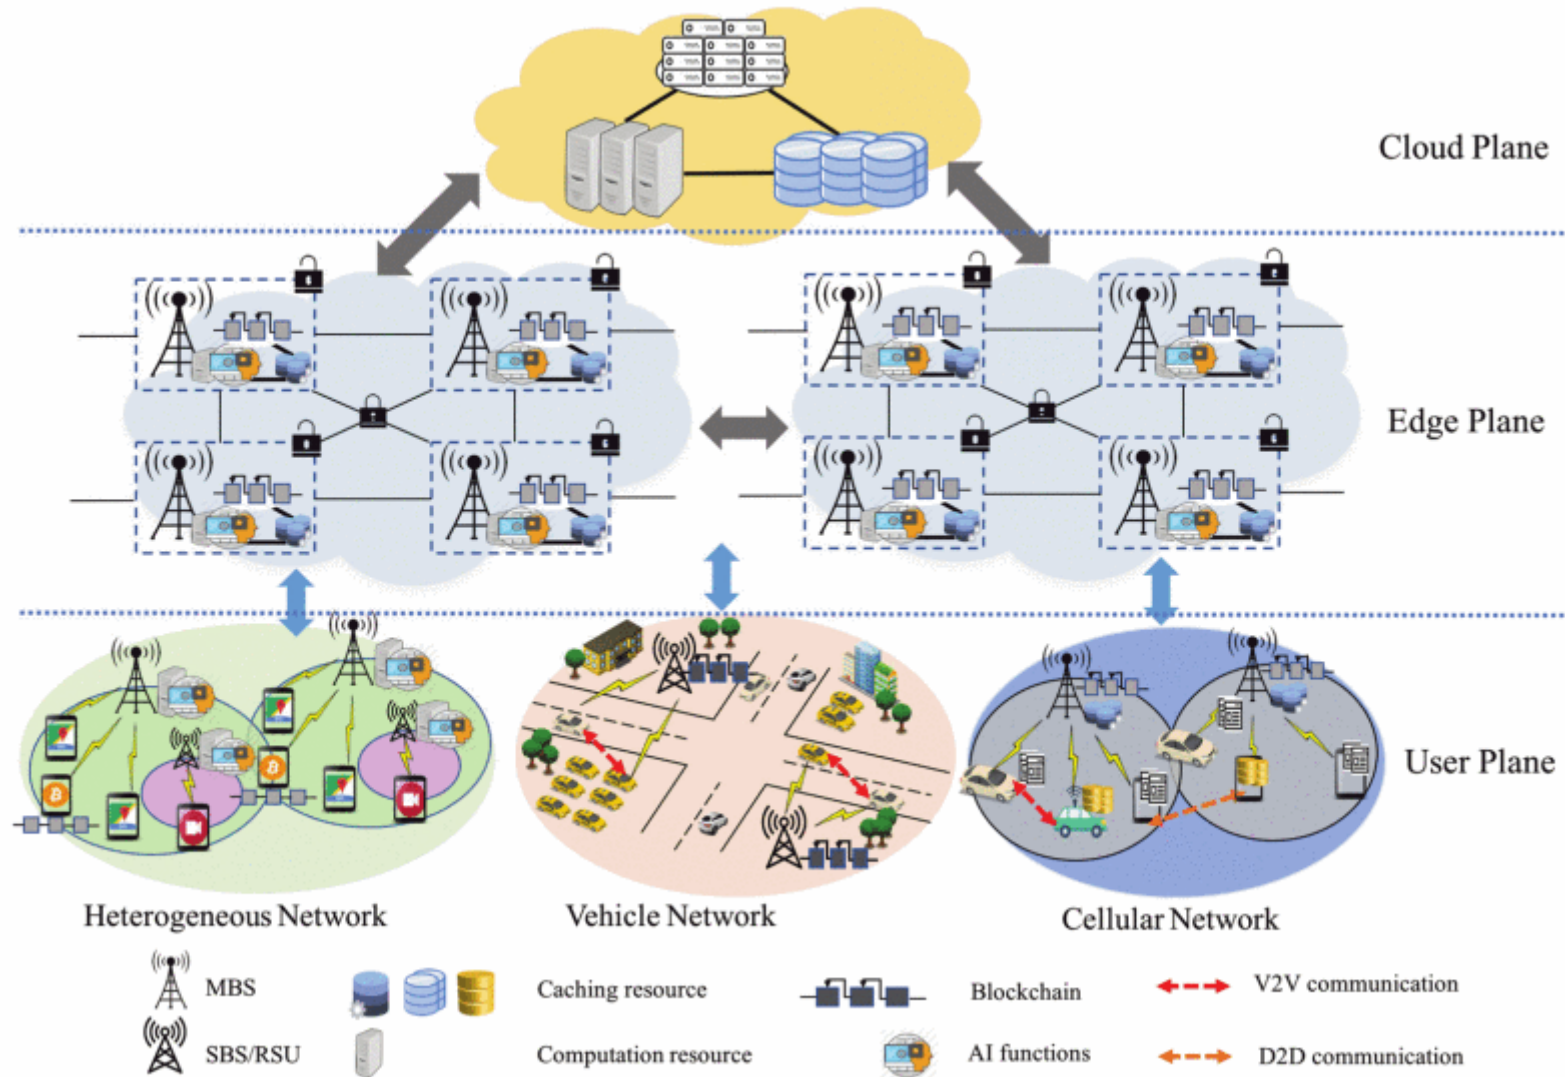 Cloud Plane
Edge Plane
User Plane
Heterogeneous Network
Vehicle Network
Cellular Network
MBS
Caching resource
Blockchain
V2V communication
SBS/RSU
Computation resource
AI functions
D2D communication